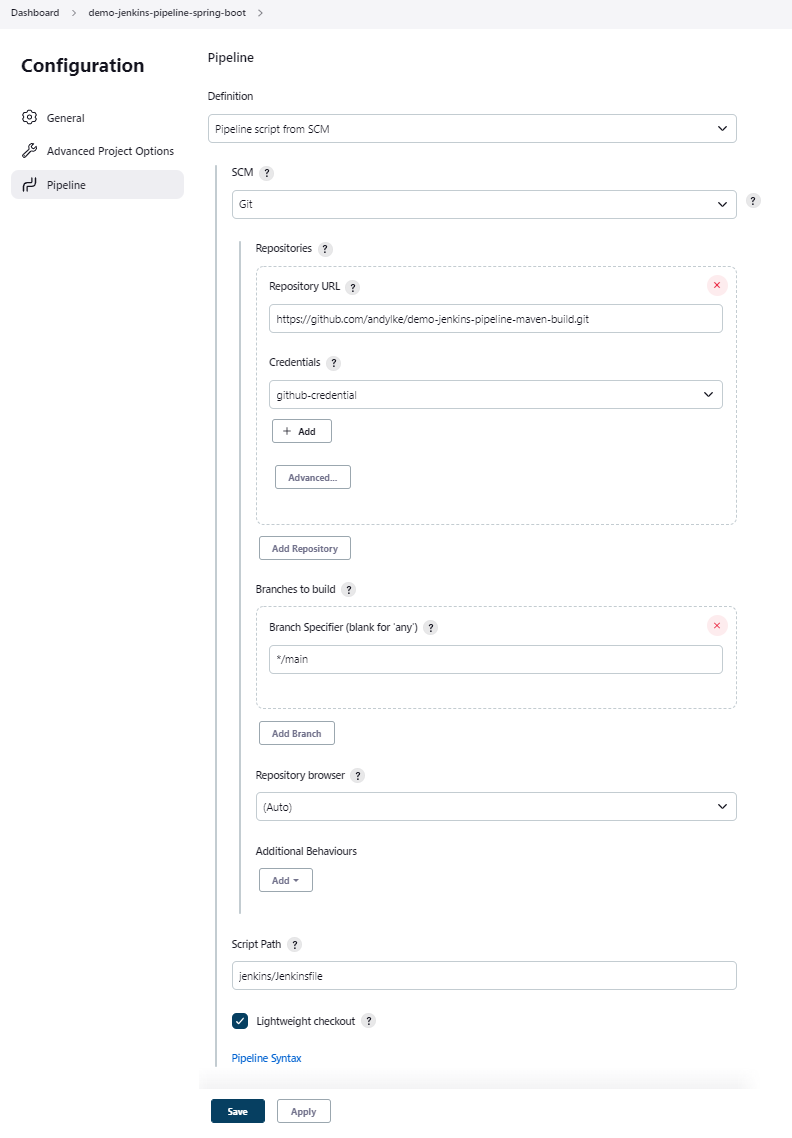 Dashboard > demo-jenkins-pipeline-spring-boot >
Configuration
General
Advanced Project Options
Pipeline
Pipeline
Definition
Pipeline script from SCM
SCM ?
Git
?
Repositories ?
Repository URL ?
https://github.com/andylke/demo-jenkins-pipeline-maven-build.git
Credentials ?
github-credential
+ Add
Advanced...
Add Repository
Branches to build ?
Branch Specifier (blank for 'any') ?
*/main
Add Branch
Repository browser ?
(Auto)
Additional Behaviours
Add
Script Path ?
jenkins/Jenkinsfile
Lightweight checkout ?
Pipeline Syntax
Save Apply